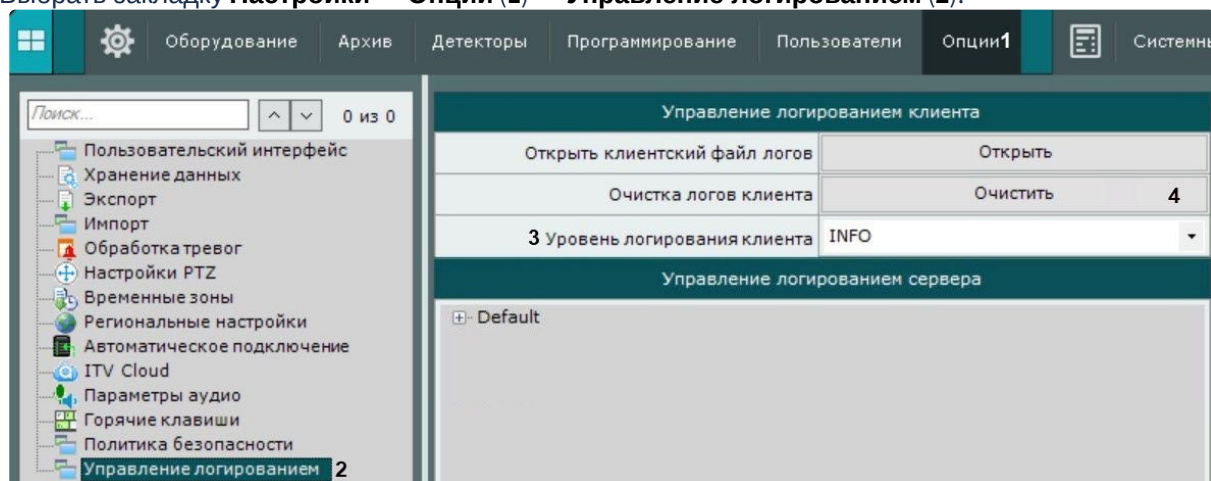 Выбрать закладку Настройки → Опции (1) → Управление логированием (2).
Оборудование Архив Детекторы Программирование Пользователи Опции1
Поиск... 0 из 0
Пользовательский интерфейс
Хранение данных
Экспорт
Импорт
Обработка тревог
Настройки PTZ
Временные зоны
Региональные настройки
Автоматическое подключение
ITV Cloud
Параметры аудио
Горячие клавиши
Политика безопасности
Управление логированием 2
Управление логированием клиента
Открыть клиентский файл логов Открыть
Очистка логов клиента Очистить 4
3 Уровень логирования клиента INFO
Управление логированием сервера
Default